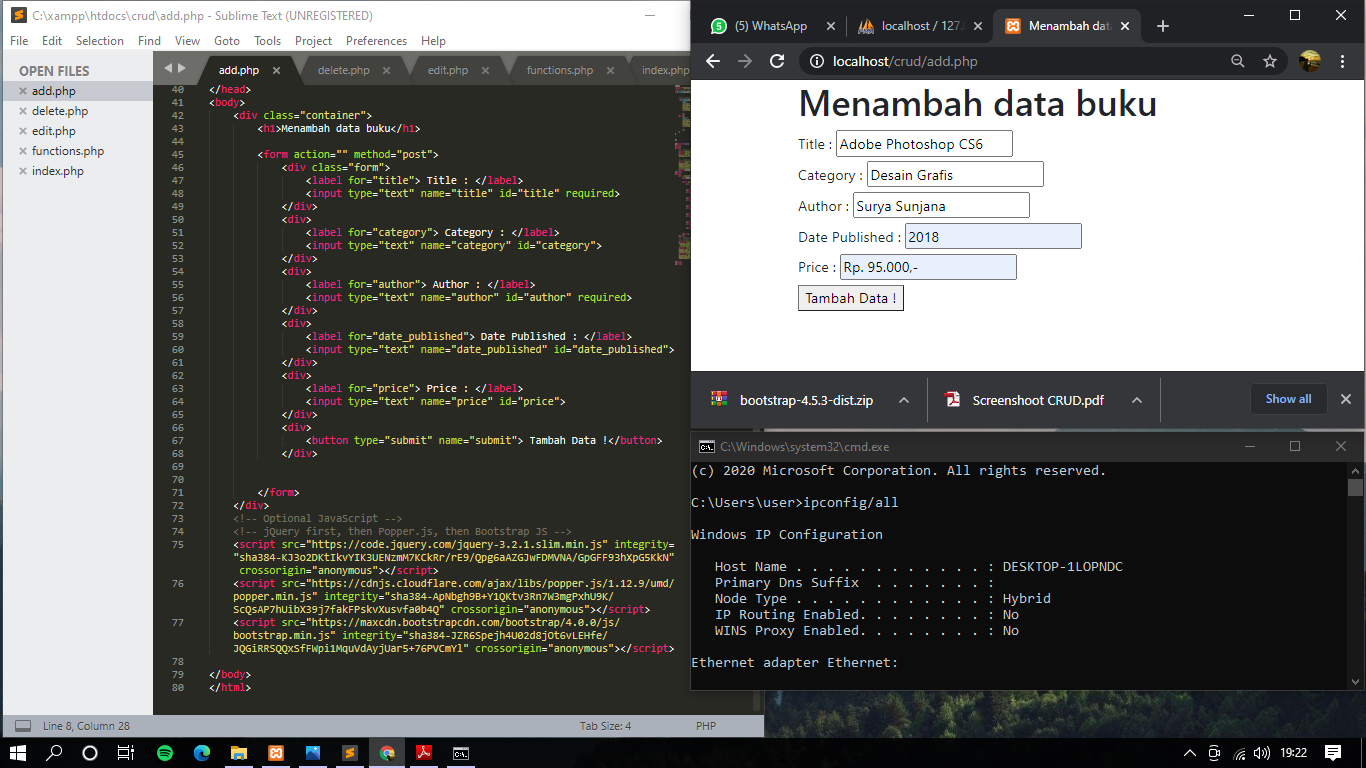 C:\xampp\htdocs\crud\add.php - Sublime Text (UNREGISTERED)
File Edit Selection Find View Goto Tools Project Preferences Help
OPEN FILES
add.php
delete.php
edit.php
functions.php
index.php
add.php delete.php edit.php functions.php index.php
40 </head>
41 <body>
42 <div class="container">
43 <h1>Menambah data buku</h1>
44
45 <form action="" method="post">
46 <div class="form">
47 <label for="title"> Title : </label>
48 <input type="text" name="title" id="title" required>
49 </div>
50 <div>
51 <label for="category"> Category : </label>
52 <input type="text" name="category" id="category">
53 </div>
54 <div>
55 <label for="author"> Author : </label>
56 <input type="text" name="author" id="author" required>
57 </div>
58 <div>
59 <label for="date_published"> Date Published : </label>
60 <input type="text" name="date_published" id="date_published">
61 </div>
62 <div>
63 <label for="price"> Price : </label>
64 <input type="text" name="price" id="price">
65 </div>
66 <div>
67 <button type="submit" name="submit"> Tambah Data !</button>
68 </div>
69
70
71 </form>
72 </div>
73 <!-- Optional JavaScript -->
74 <!-- jQuery first, then Popper.js, then Bootstrap JS -->
75 <script src="https://code.jquery.com/jquery-3.2.1.slim.min.js" integrity=
"sha384-KJ3o2DKtIkvYIK3UENzmM7KCkRr/rE9/Qpg6aAZGJwFDMVNA/GpGFF93hXpG5KkN"
crossorigin="anonymous"></script>
76 <script src="https://cdnjs.cloudflare.com/ajax/libs/popper.js/1.12.9/umd/
popper.min.js" integrity="sha384-ApNbgh9B+Y1QKtv3Rn7W3mgPxhU9K/
ScQsAP7hUibX39j7fakFPskvXusvfa0b4Q" crossorigin="anonymous"></script>
77 <script src="https://maxcdn.bootstrapcdn.com/bootstrap/4.0.0/js/
bootstrap.min.js" integrity="sha384-JZR6Spejh4U02d8jOt6vLEHfe/
JQGiRRSQQxSfFWpi1MquVdAyjUar5+76PVCmYl" crossorigin="anonymous"></script>
78
79 </body>
80 </html>
Line 8, Column 28 Tab Size: 4 PHP
(5) WhatsApp localhost / 127. Menambah dat
localhost/crud/add.php
Menambah data buku
Title : Adobe Photoshop CS6
Category : Desain Grafis
Author : Surya Sunjana
Date Published : 2018
Price : Rp. 95.000,-
Tambah Data !
bootstrap-4.5.3-dist.zip Screenshoot CRUD.pdf Show all
C:\Windows\system32\cmd.exe
(c) 2020 Microsoft Corporation. All rights reserved.
C:\Users\user>ipconfig/all
Windows IP Configuration
Host Name . . . . . . . . . . . . : DESKTOP-1LOPNDC
Primary Dns Suffix . . . . . . . :
Node Type . . . . . . . . . . . . : Hybrid
IP Routing Enabled. . . . . . . . : No
WINS Proxy Enabled. . . . . . . . : No
Ethernet adapter Ethernet:
19:22